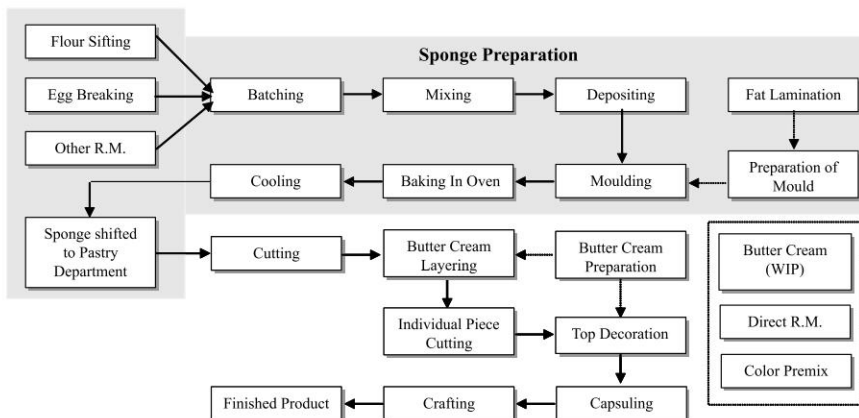 Flour Sifting
Sponge Preparation
Egg Breaking
Batching
Mixing
Depositing
Fat Lamination
Other R.M.
Cooling
Baking In Oven
Moulding
Preparation of
Mould
Sponge shifted
to Pastry
Department
Cutting
Butter Cream
Layering
Butter Cream
Preparation
Butter Cream
(WIP)
Individual Piece
Cutting
Top Decoration
Direct R.M.
Color Premix
Finished Product
Crafting
Capsuling